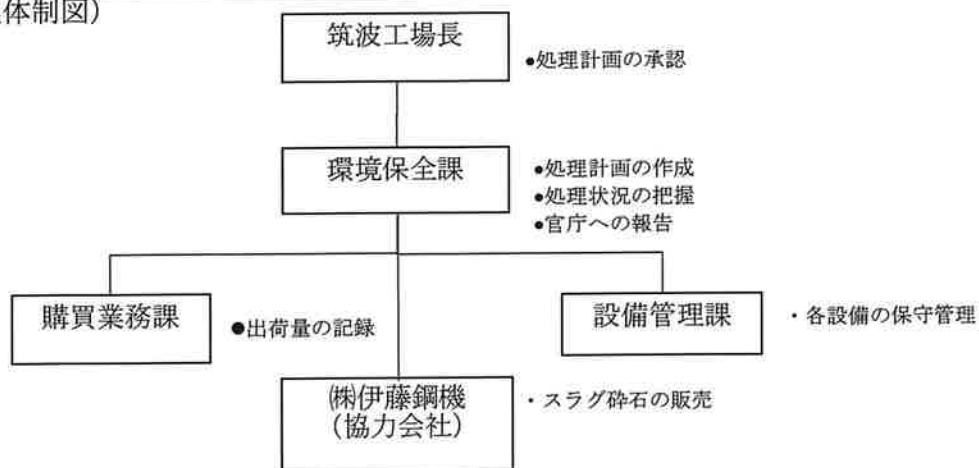 体制図）
筑波工場長
●処理計画の承認
環境保全課
●処理計画の作成
●処理状況の把握
●官庁への報告
購買業務課
●出荷量の記録
設備管理課
・各設備の保守管理
㈱伊藤鋼機
（協力会社）
・スラグ砕石の販売